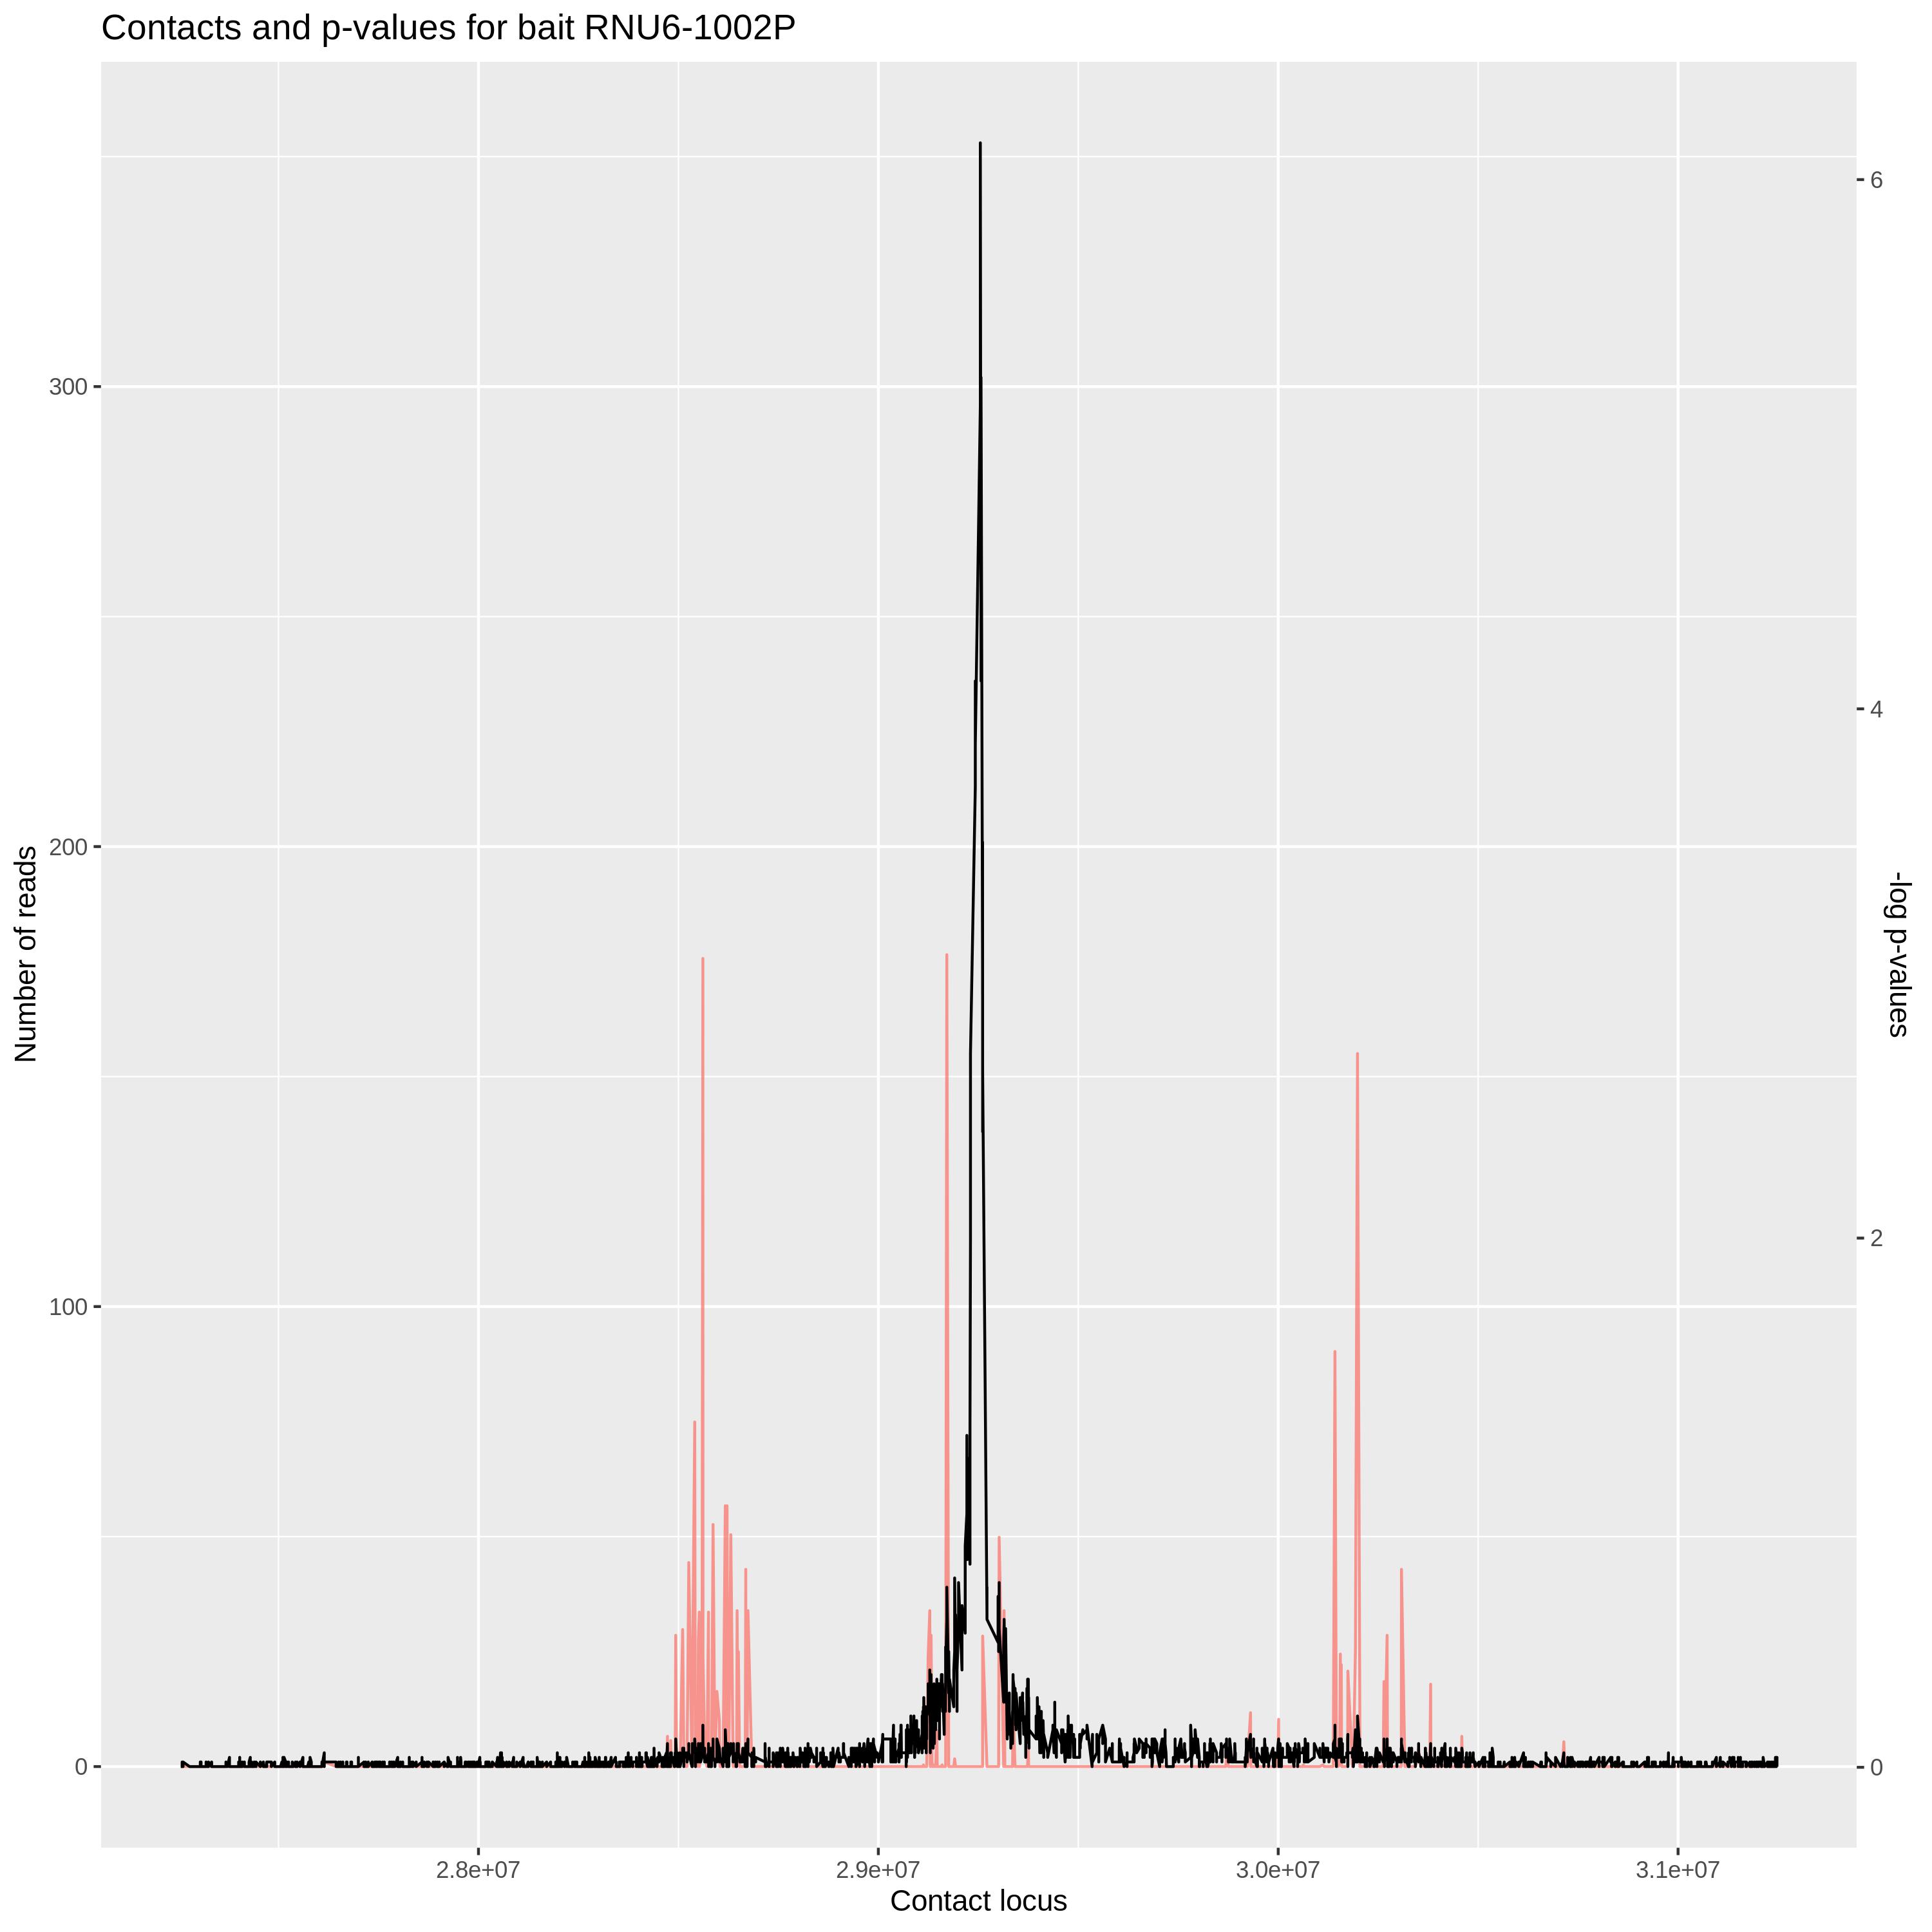 Contacts and p-values for bait RNU6-1002P
Number of reads
300
200
100
0
6
4
2
0
-log p-values
2.8e+07
2.9e+07
3.0e+07
3.1e+07
Contact locus